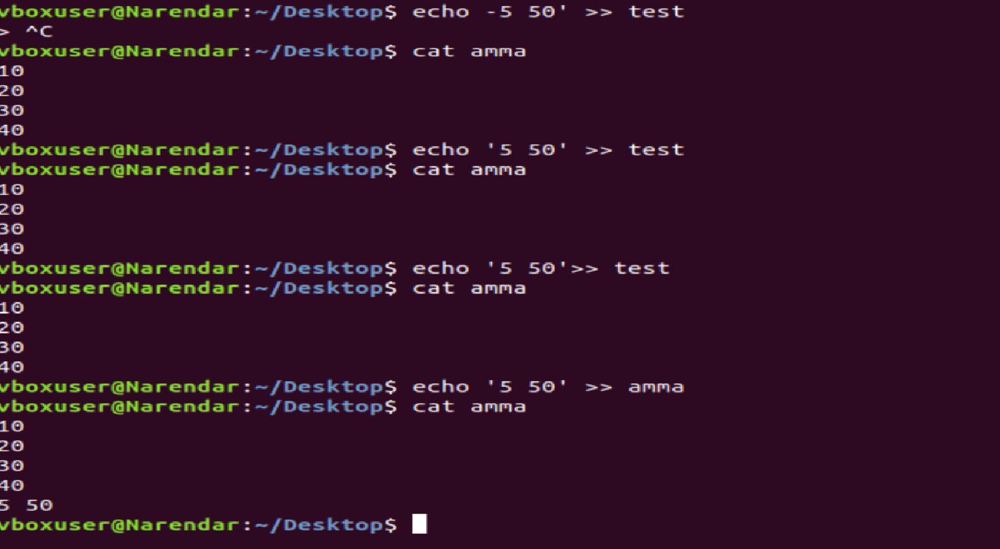 vboxuser@Narendar:~/Desktop$ echo -5 50' >> test
> ^C
vboxuser@Narendar:~/Desktop$ cat amma
10
20
30
40
vboxuser@Narendar:~/Desktop$ echo '5 50' >> test
vboxuser@Narendar:~/Desktop$ cat amma
10
20
30
40
vboxuser@Narendar:~/Desktop$ echo '5 50'>> test
vboxuser@Narendar:~/Desktop$ cat amma
10
20
30
40
vboxuser@Narendar:~/Desktop$ echo '5 50' >> amma
vboxuser@Narendar:~/Desktop$ cat amma
10
20
30
40
5 50
vboxuser@Narendar:~/Desktop$